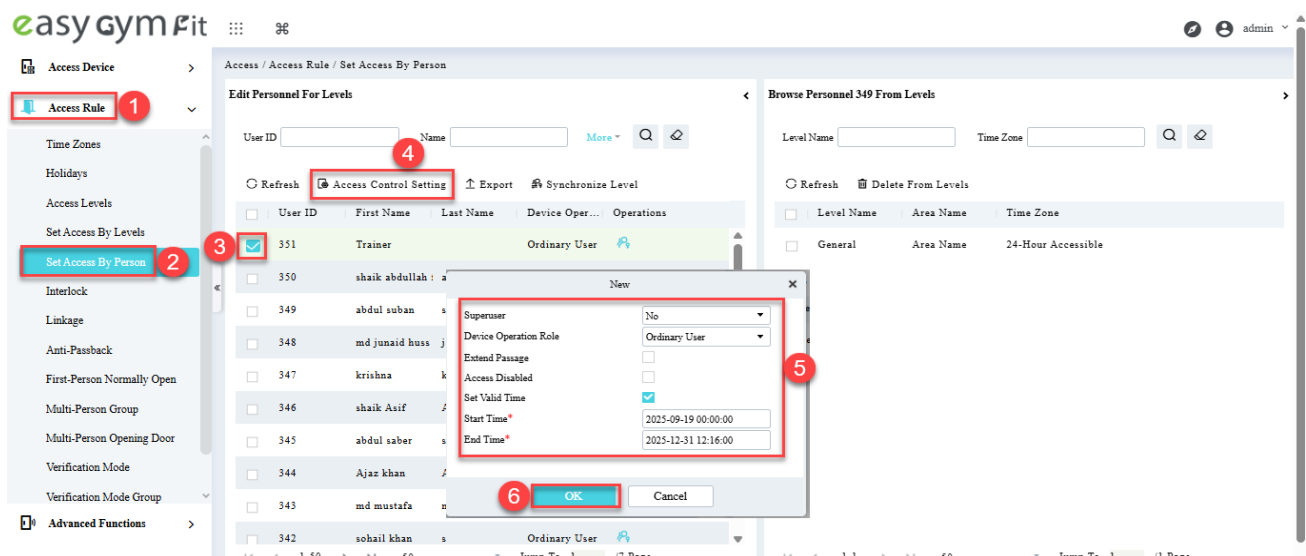 easy Gym Fit
admin
Access Device
Access Rule
1
Time Zones
Holidays
Access Levels
Set Access By Levels
Set Access By Person
2
Interlock
Linkage
Anti-Passback
First-Person Normally Open
Multi-Person Group
Multi-Person Opening Door
Verification Mode
Verification Mode Group
Advanced Functions
Access / Access Rule / Set Access By Person
Edit Personnel For Levels
User ID Name More
4
Refresh Access Control Setting Export Synchronize Level
User ID First Name Last Name Device Oper... Operations
3
351 Trainer Ordinary User
350 shaik abdullah
349 abdul suban s
348 md junaid huss j
347 krishna k
346 shaik Asif A
345 abdul saber s
344 Ajaz khan A
343 md mustafa
342 sohail khan s Ordinary User
New
Superuser No
Device Operation Role Ordinary User
Extend Passage
Access Disabled
Set Valid Time
Start Time* 2025-09-19 00:00:00
End Time* 2025-12-31 12:16:00
5
6
OK Cancel
Browse Personnel 349 From Levels
Level Name Time Zone
Refresh Delete From Levels
Level Name Area Name Time Zone
General Area Name 24-Hour Accessible